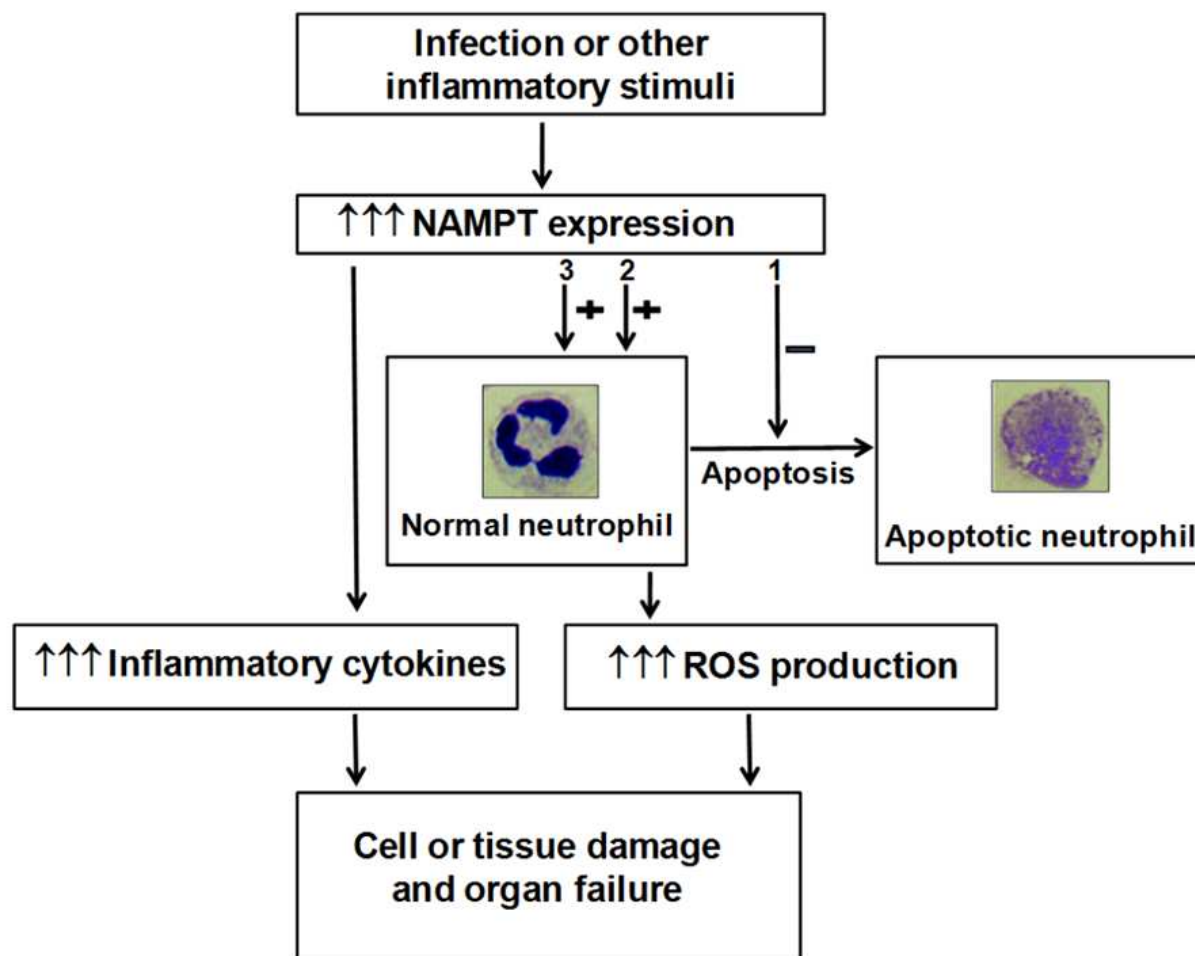 Infection or other
inflammatory stimuli
↑↑↑ NAMPT expression
3 2 1
+ + −
Normal neutrophil
Apoptosis
Apoptotic neutrophil
↑↑↑ Inflammatory cytokines
↑↑↑ ROS production
Cell or tissue damage
and organ failure